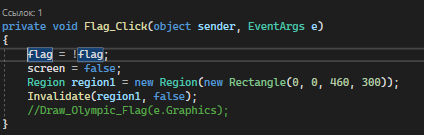 Ссылок: 1
private void Flag_Click(object sender, EventArgs e)
{
flag = !flag;
screen = false;
Region region1 = new Region(new Rectangle(0, 0, 460, 300));
Invalidate(region1, false);
//Draw_Olympic_Flag(e.Graphics);
}